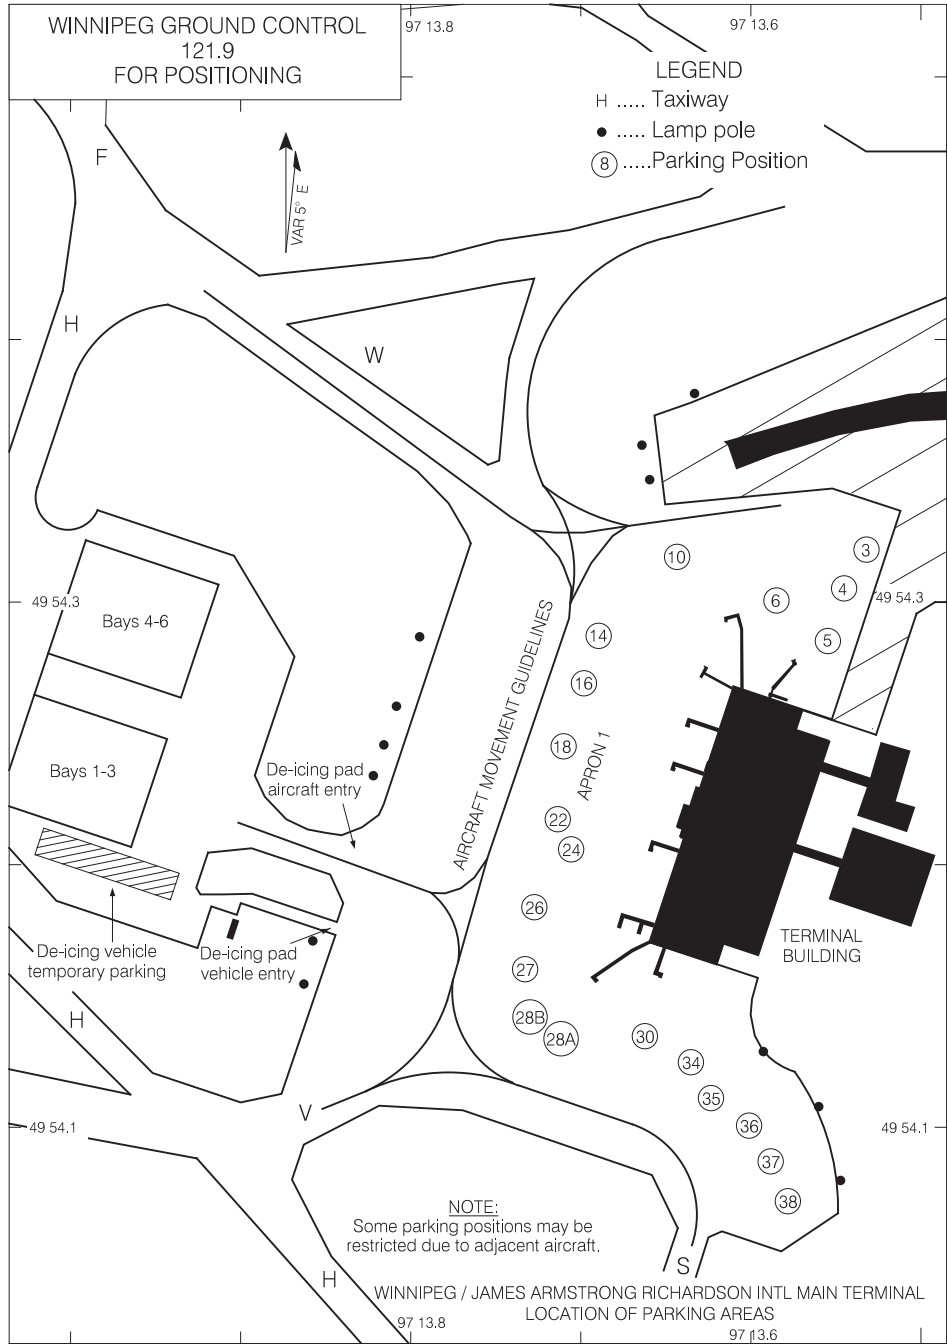 WINNIPEG GROUND CONTROL
121.9
FOR POSITIONING
97 13.8
97 13.6
LEGEND
H ..... Taxiway
● ..... Lamp pole
8 .....Parking Position
F
VAR 5° E
H
W
10
3
4
49 54.3
49 54.3
6
Bays 4-6
14
5
16
AIRCRAFT MOVEMENT GUIDELINES
18
APRON 1
Bays 1-3
De-icing pad
aircraft entry
22
24
26
De-icing vehicle
temporary parking
De-icing pad
vehicle entry
TERMINAL
BUILDING
27
H
28B
28A
30
34
35
V
36
49 54.1
49 54.1
37
38
NOTE:
Some parking positions may be
restricted due to adjacent aircraft.
S
H
WINNIPEG / JAMES ARMSTRONG RICHARDSON INTL MAIN TERMINAL
LOCATION OF PARKING AREAS
97 13.8
97 13.6